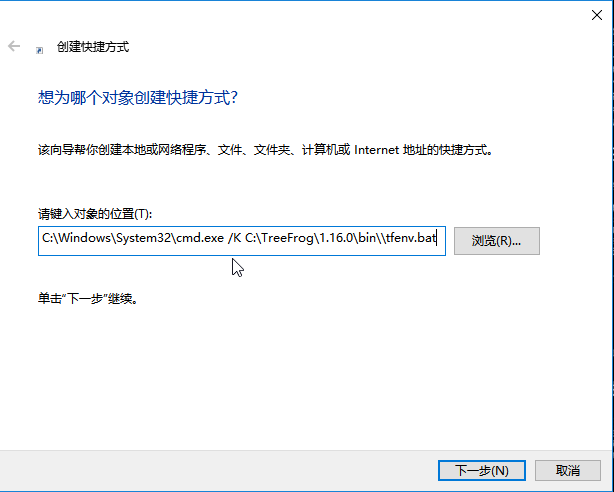 创建快捷方式
想为哪个对象创建快捷方式?
该向导帮你创建本地或网络程序、文件、文件夹、计算机或 Internet 地址的快捷方式。
请键入对象的位置(T):
C:\Windows\System32\cmd.exe /K C:\TreeFrog\1.16.0\bin\\tfenv.bat
浏览(R)...
单击“下一步”继续。
下一步(N)
取消